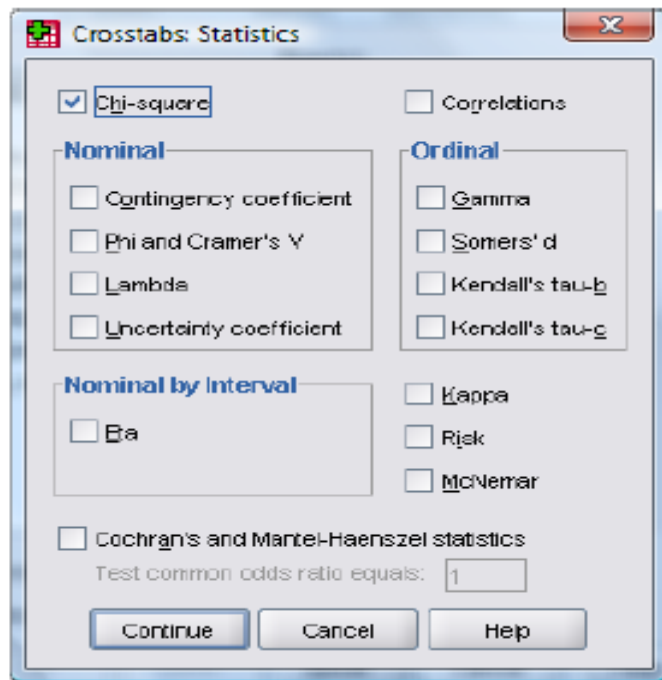 Crosstabs: Statistics
Chi-square
Correlations
Nominal
Contingency coefficient
Phi and Cramer's V
Lambda
Uncertainty coefficient
Ordinal
Gamma
Somers' d
Kendall's tau-b
Kendall's tau-c
Nominal by Interval
Eta
Kappa
Risk
McNemar
Cochran's and Mantel-Haenszel statistics
Test common odds ratio equals: 1
Continue Cancel Help